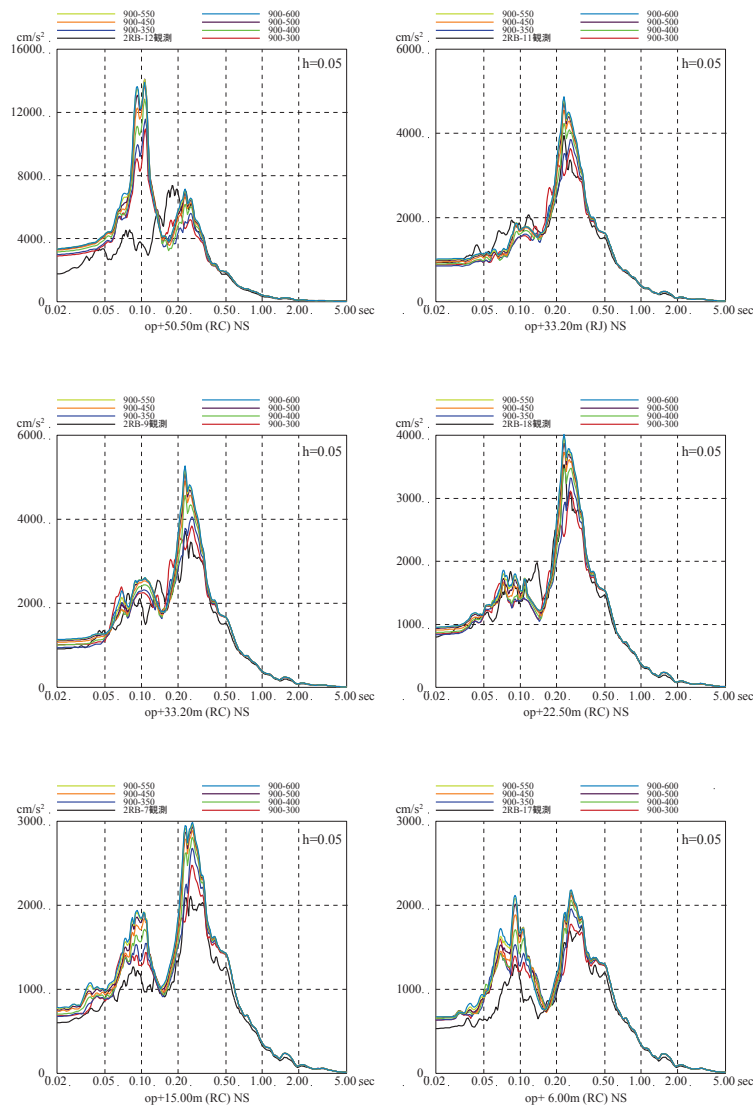 900-550 900-600
900-450 900-500
900-350 900-400
2RB-12観測 900-300
cm/s²
16000.
h=0.05
12000.
8000.
4000.
0.
0.02 0.05 0.10 0.20 0.50 1.00 2.00 5.00 sec
op+50.50m (RC) NS
900-550 900-600
900-450 900-500
900-350 900-400
2RB-11観測 900-300
cm/s²
6000.
h=0.05
4000.
2000.
0.
0.02 0.05 0.10 0.20 0.50 1.00 2.00 5.00 sec
op+33.20m (RJ) NS
900-550 900-600
900-450 900-500
900-350 900-400
2RB-9観測 900-300
cm/s²
6000.
h=0.05
4000.
2000.
0.
0.02 0.05 0.10 0.20 0.50 1.00 2.00 5.00 sec
op+33.20m (RC) NS
900-550 900-600
900-450 900-500
900-350 900-400
2RB-18観測 900-300
cm/s²
4000.
h=0.05
3000.
2000.
1000.
0.
0.02 0.05 0.10 0.20 0.50 1.00 2.00 5.00 sec
op+22.50m (RC) NS
900-550 900-600
900-450 900-500
900-350 900-400
2RB-7観測 900-300
cm/s²
3000.
h=0.05
2000.
1000.
0.
0.02 0.05 0.10 0.20 0.50 1.00 2.00 5.00 sec
op+15.00m (RC) NS
900-550 900-600
900-450 900-500
900-350 900-400
2RB-17観測 900-300
cm/s²
3000.
h=0.05
2000.
1000.
0.
0.02 0.05 0.10 0.20 0.50 1.00 2.00 5.00 sec
op+ 6.00m (RC) NS